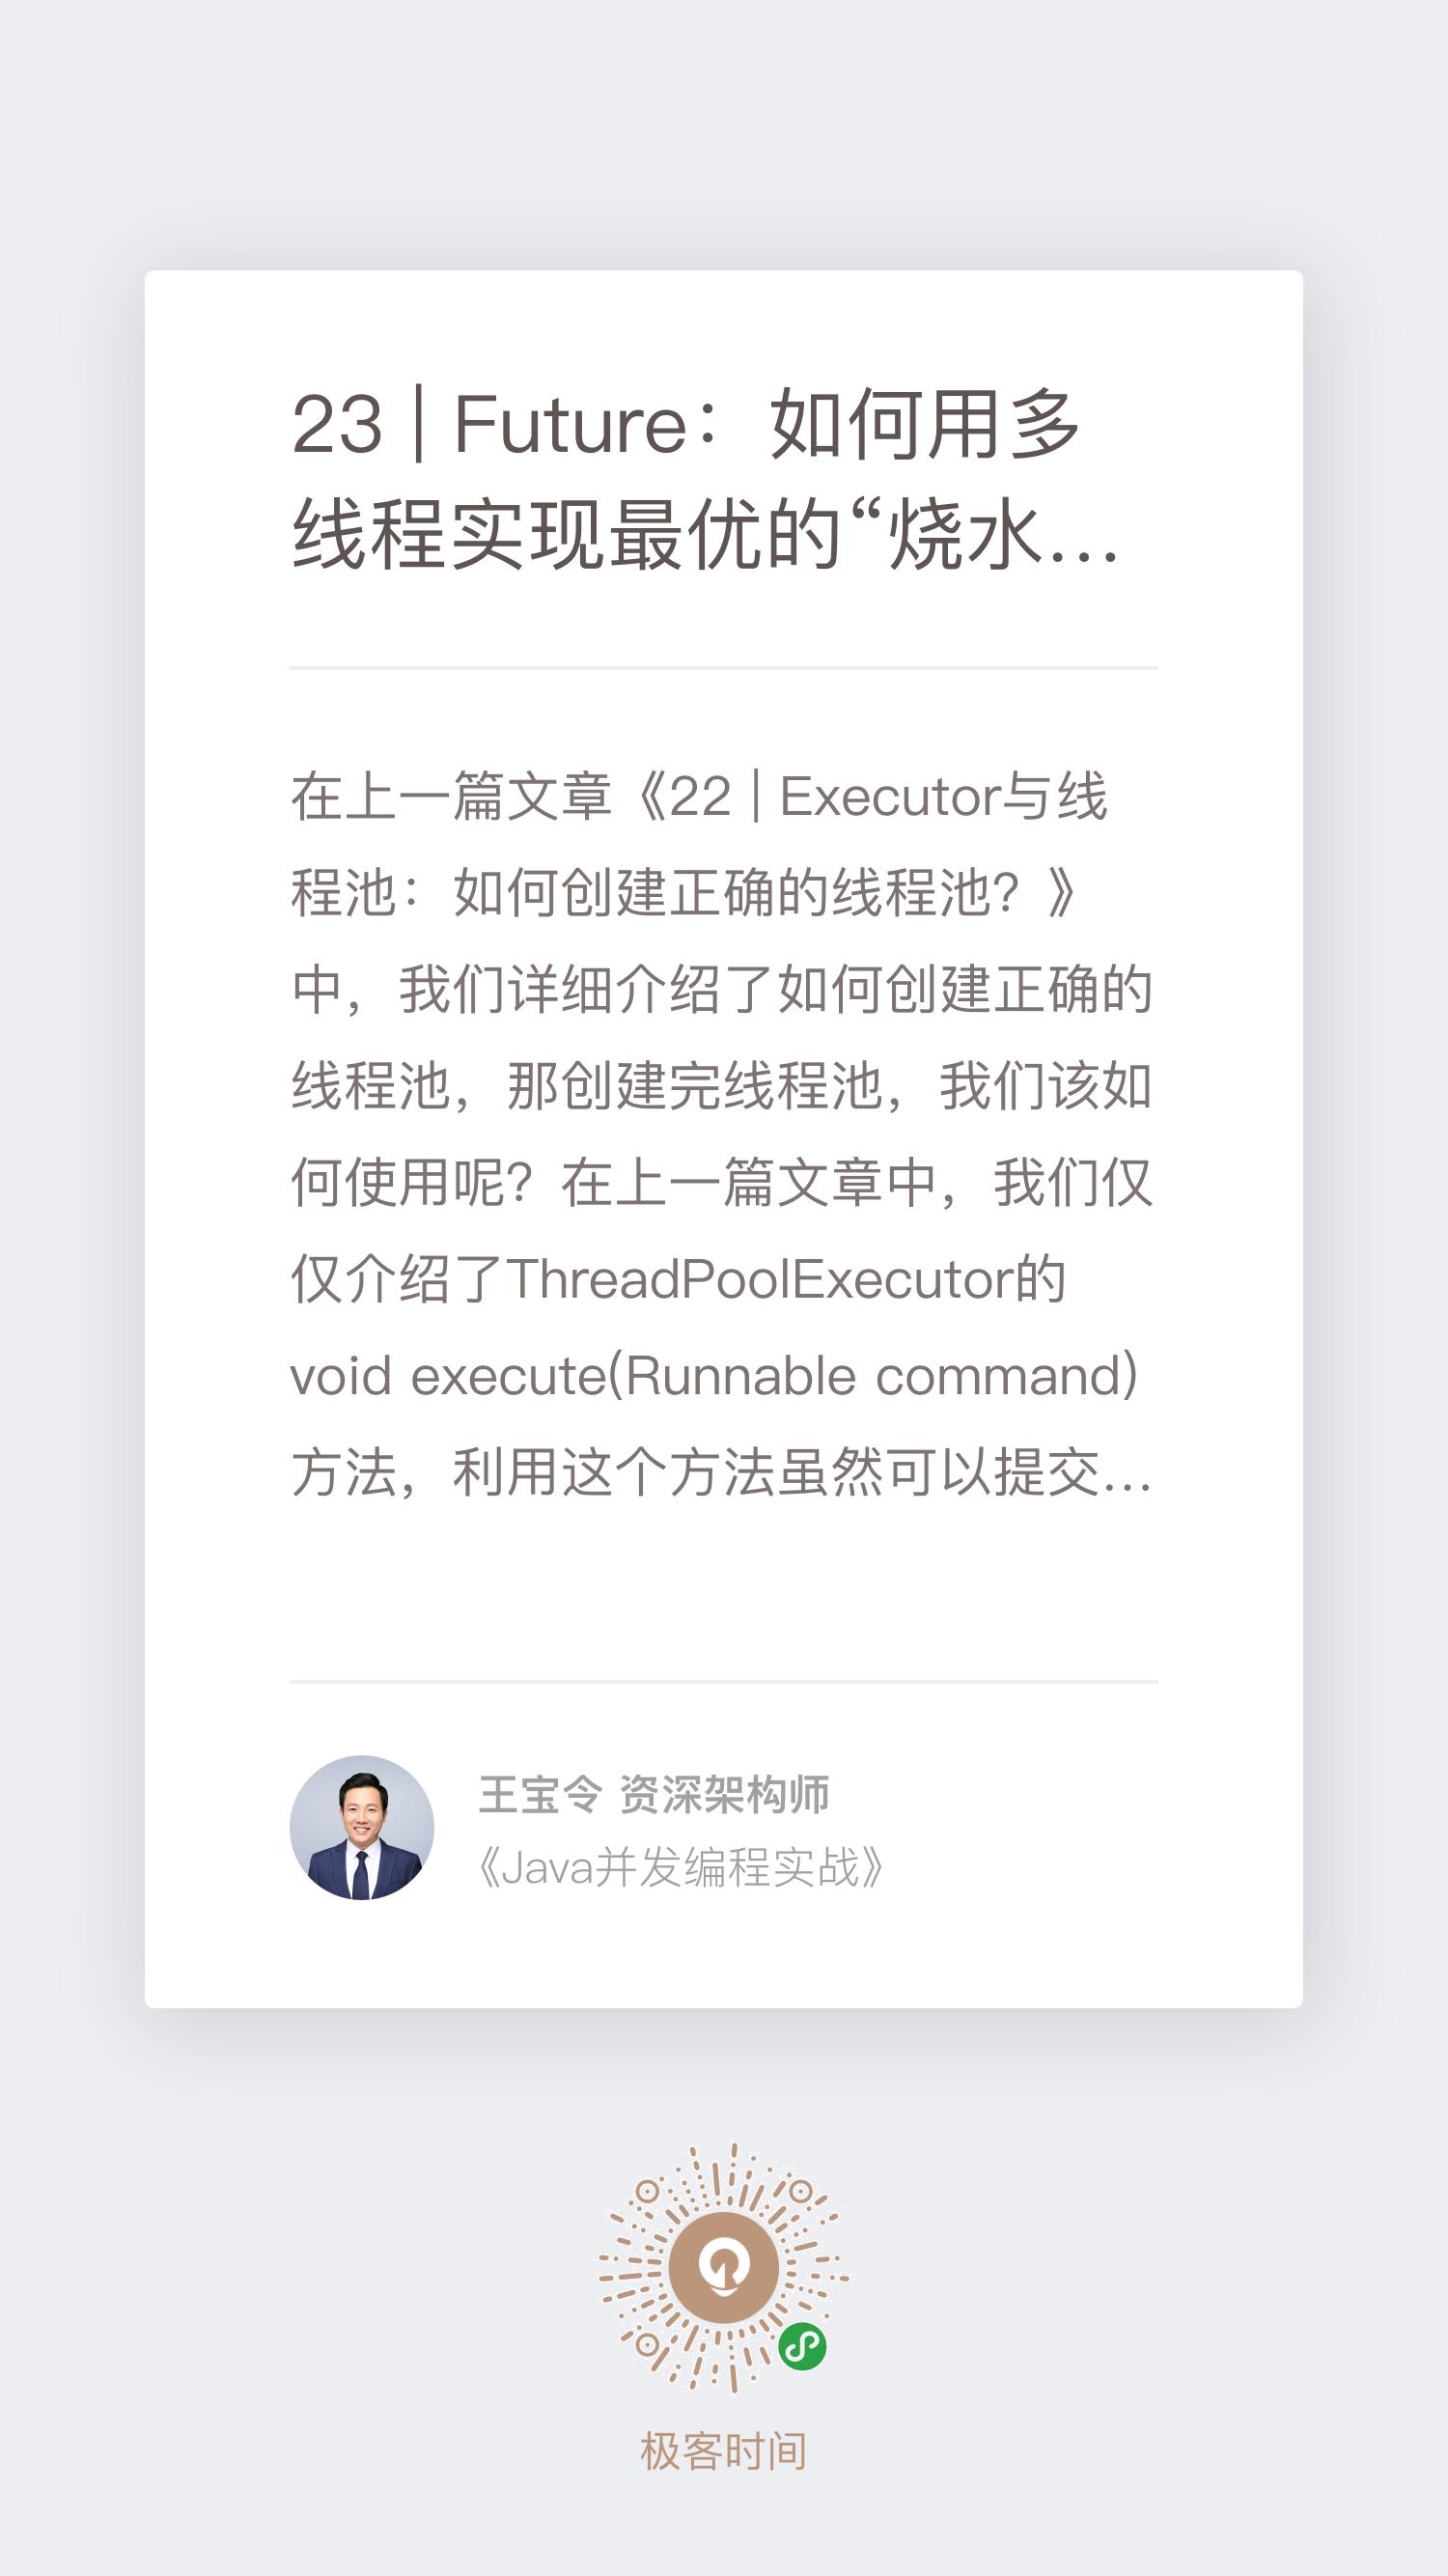 23 | Future：如何用多
线程实现最优的“烧水…
在上一篇文章《22 | Executor与线
程池：如何创建正确的线程池？》
中，我们详细介绍了如何创建正确的
线程池，那创建完线程池，我们该如
何使用呢？在上一篇文章中，我们仅
仅介绍了ThreadPoolExecutor的
void execute(Runnable command)
方法，利用这个方法虽然可以提交…
王宝令 资深架构师
《Java并发编程实战》
极客时间